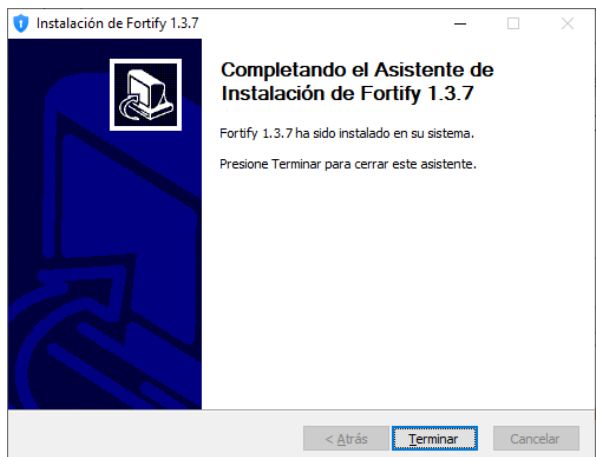 Instalación de Fortify 1.3.7
Completando el Asistente de
Instalación de Fortify 1.3.7
Fortify 1.3.7 ha sido instalado en su sistema.
Presione Terminar para cerrar este asistente.
< Atrás
Terminar
Cancelar